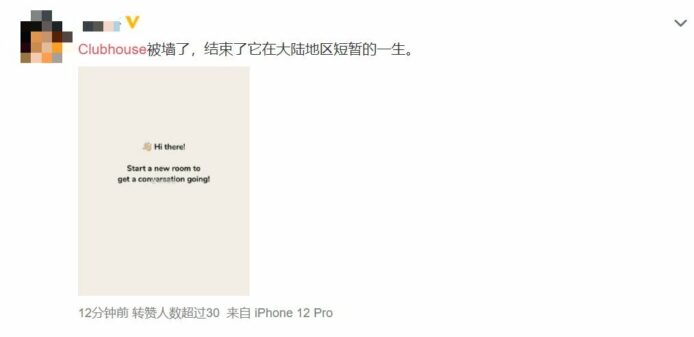 Clubhouse被墙了，结束了它在大陆地区短暂的一生。
👋🏼 Hi there!
Start a new room to
get a conversation going!
12分钟前 转赞人数超过30 来自 iPhone 12 Pro